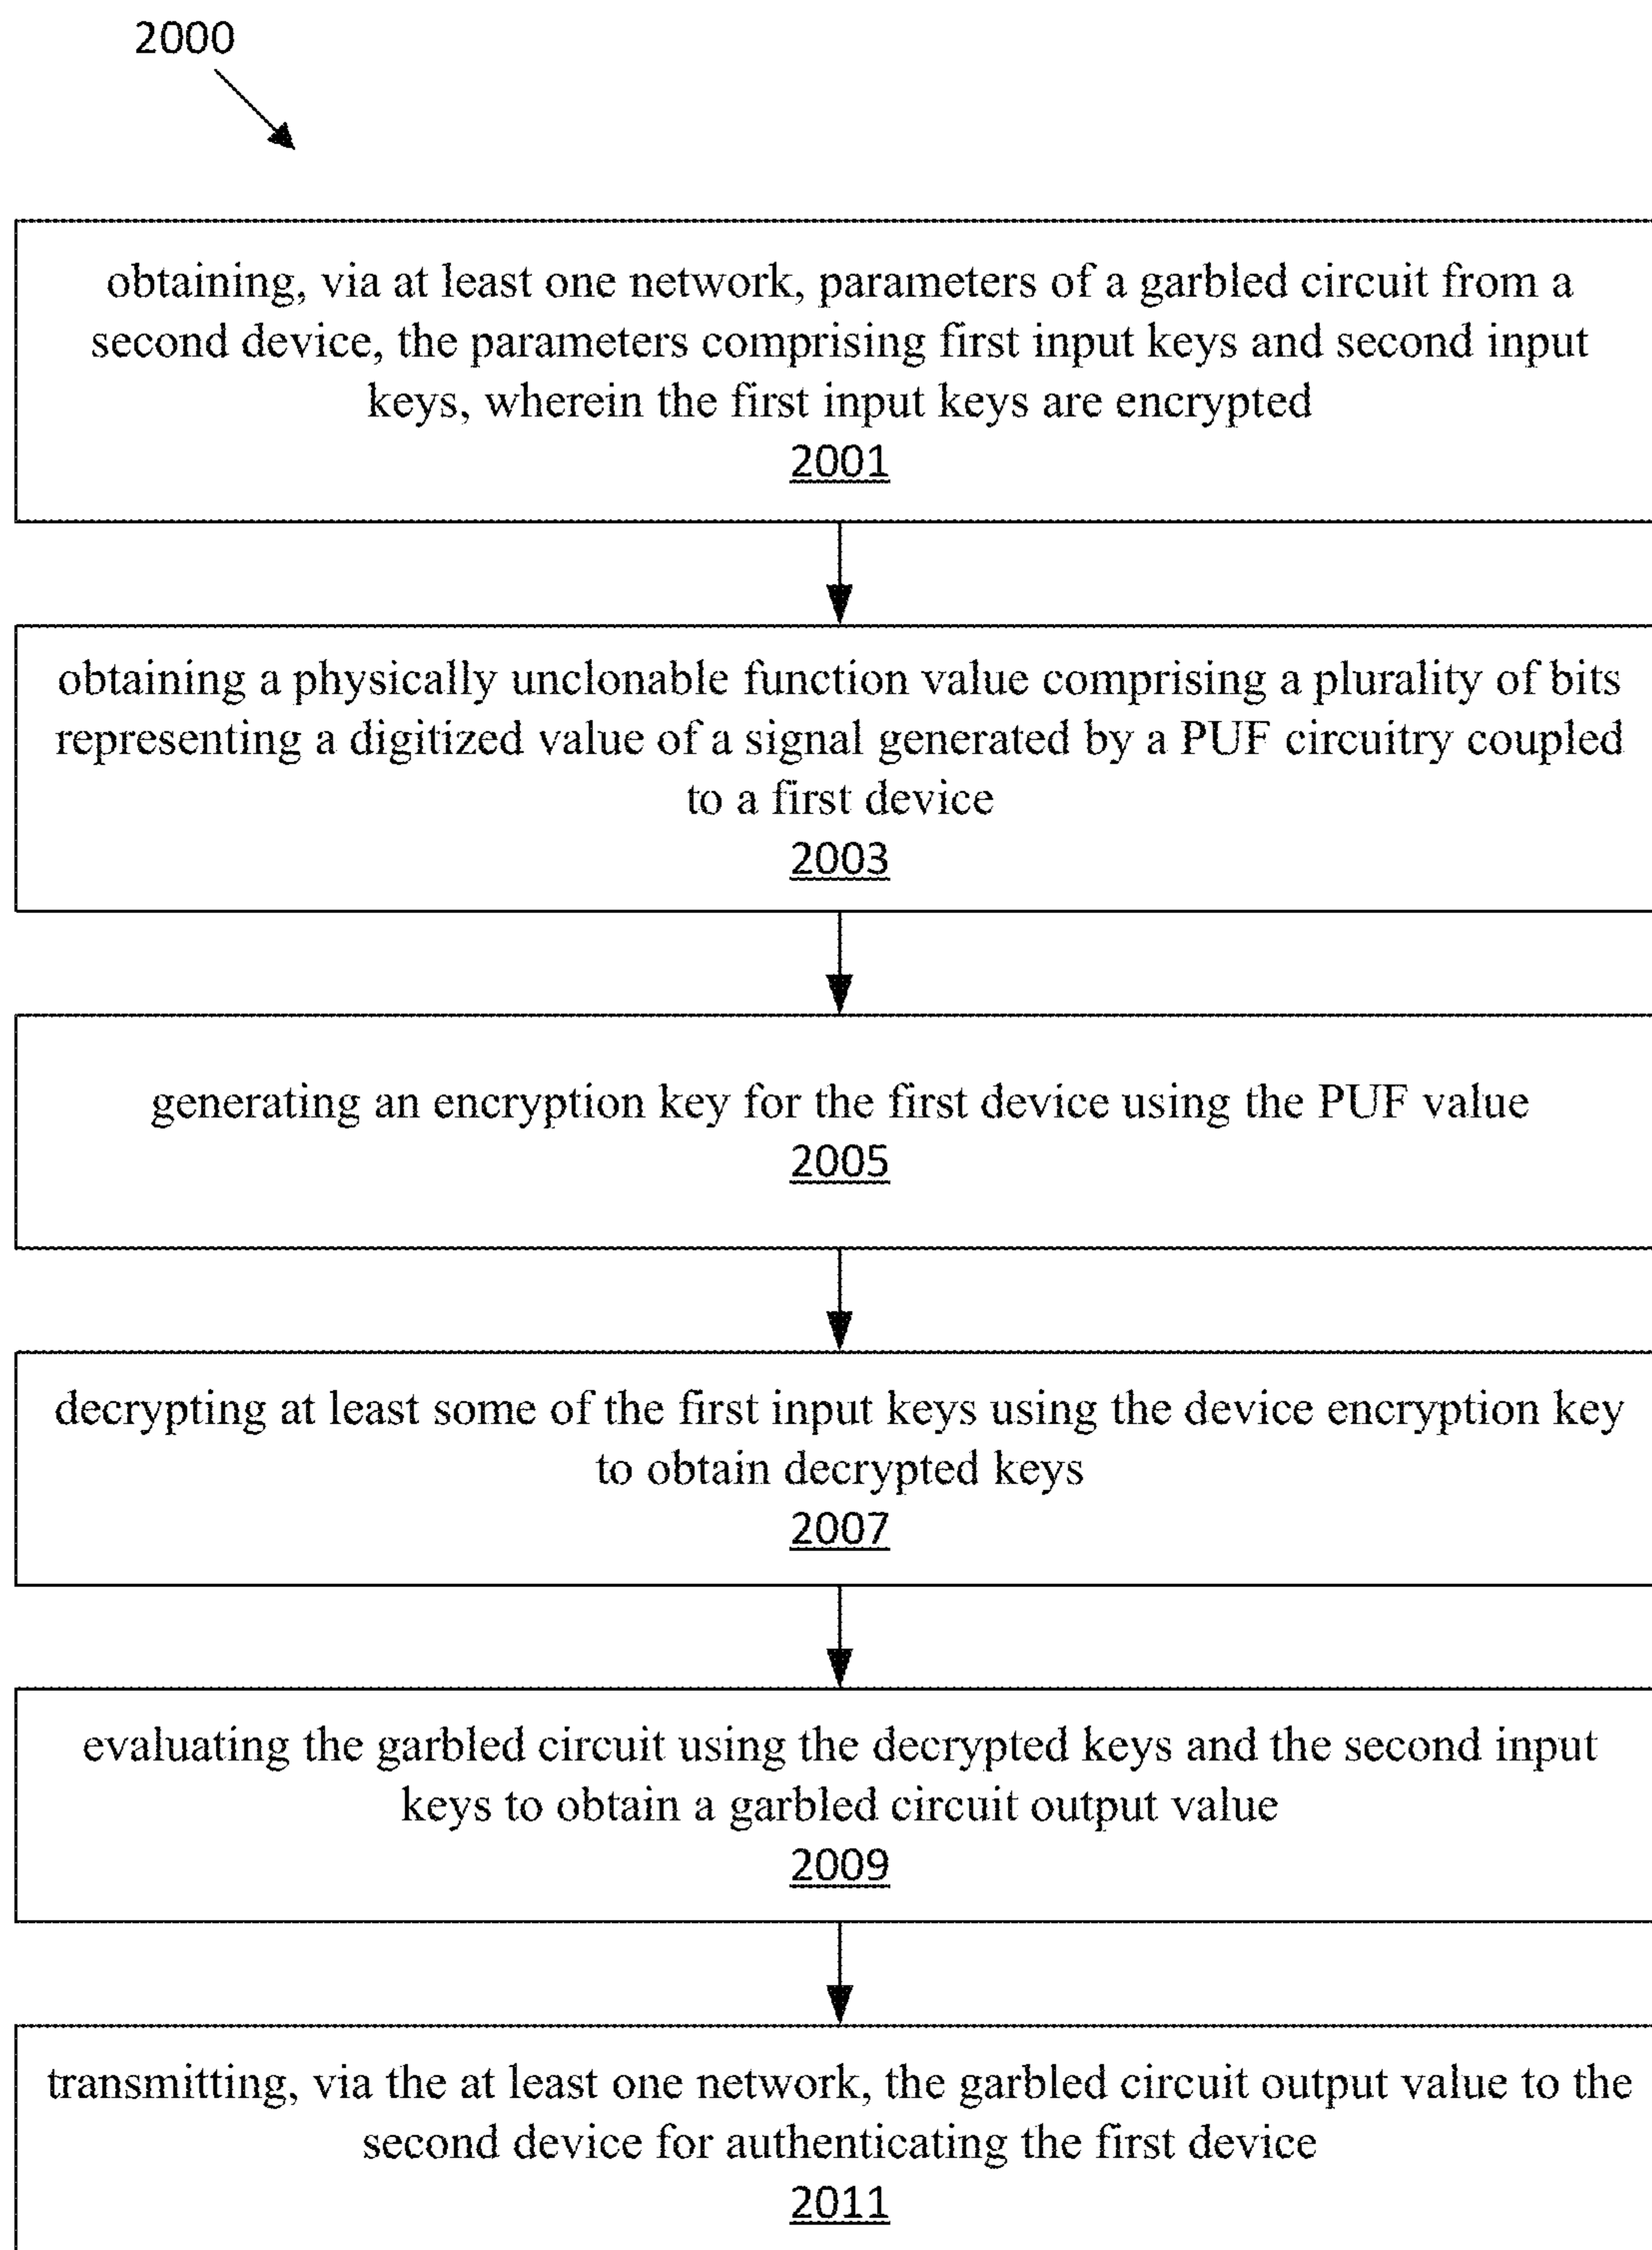 2000
obtaining, via at least one network, parameters of a garbled circuit from a
second device, the parameters comprising first input keys and second input
keys, wherein the first input keys are encrypted
2001
obtaining a physically unclonable function value comprising a plurality of bits
representing a digitized value of a signal generated by a PUF circuitry coupled
to a first device
2003
generating an encryption key for the first device using the PUF value
2005
decrypting at least some of the first input keys using the device encryption key
to obtain decrypted keys
2007
evaluating the garbled circuit using the decrypted keys and the second input
keys to obtain a garbled circuit output value
2009
transmitting, via the at least one network, the garbled circuit output value to the
second device for authenticating the first device
2011